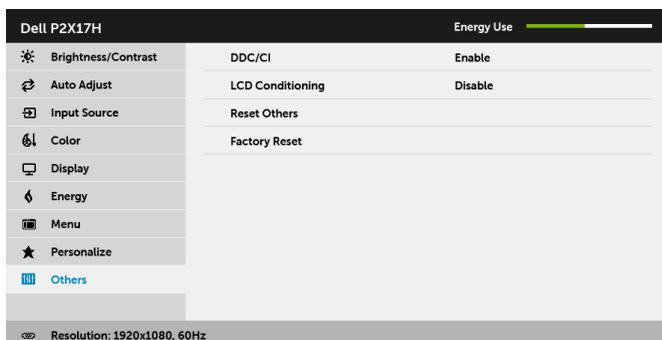 Dell P2X17H Energy Use
Brightness/Contrast DDC/CI Enable
Auto Adjust LCD Conditioning Disable
Input Source Reset Others
Color Factory Reset
Display
Energy
Menu
Personalize
Others
Resolution: 1920x1080, 60Hz